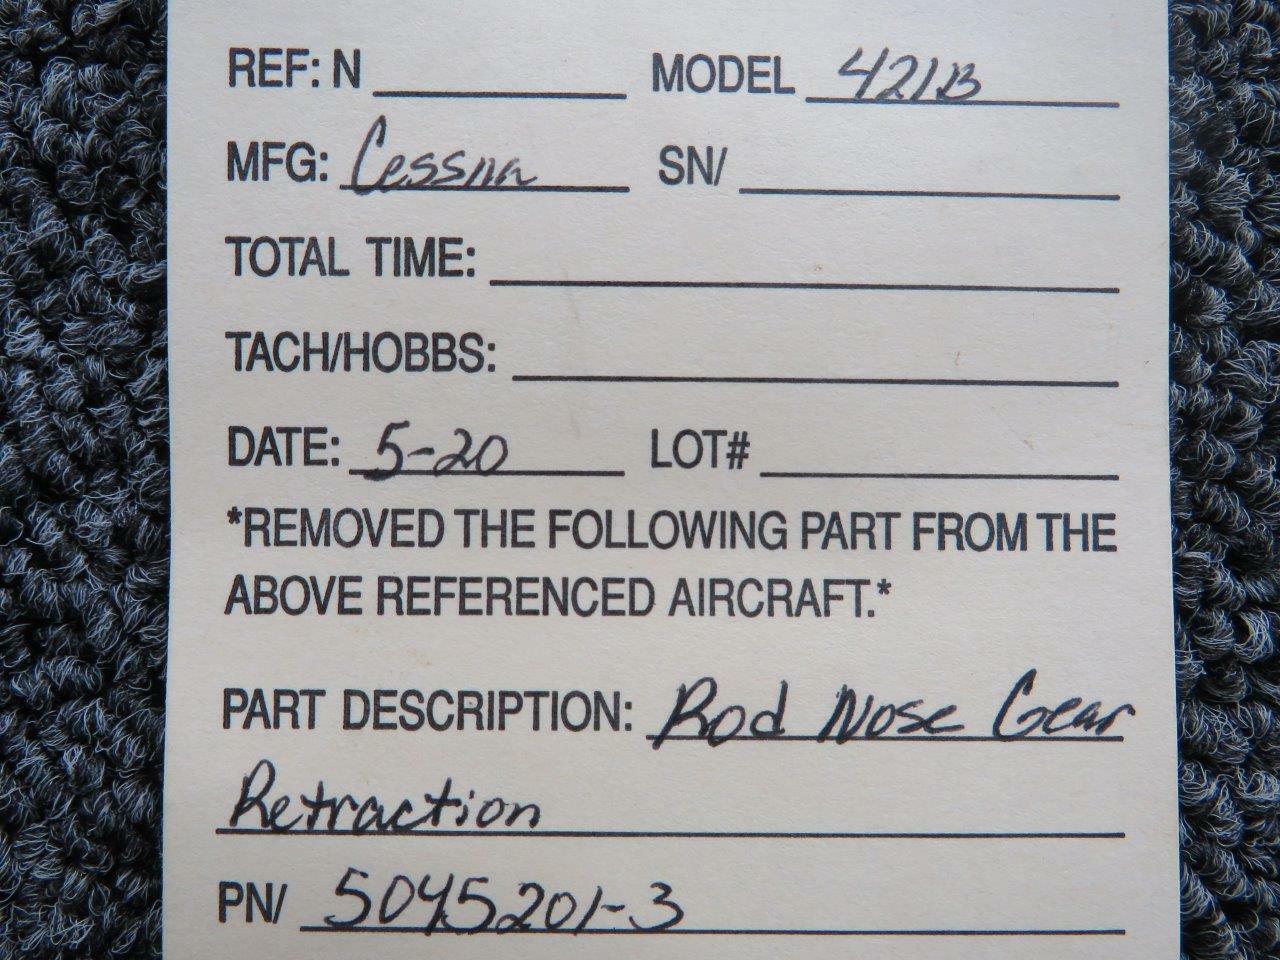 REF: N MODEL 421B
MFG: Cessna SN/
TOTAL TIME:
TACH/HOBBS:
DATE: 5-20 LOT#
*REMOVED THE FOLLOWING PART FROM THE
ABOVE REFERENCED AIRCRAFT.*
PART DESCRIPTION: Rod Nose Gear
Retraction
PN/ 5045201-3